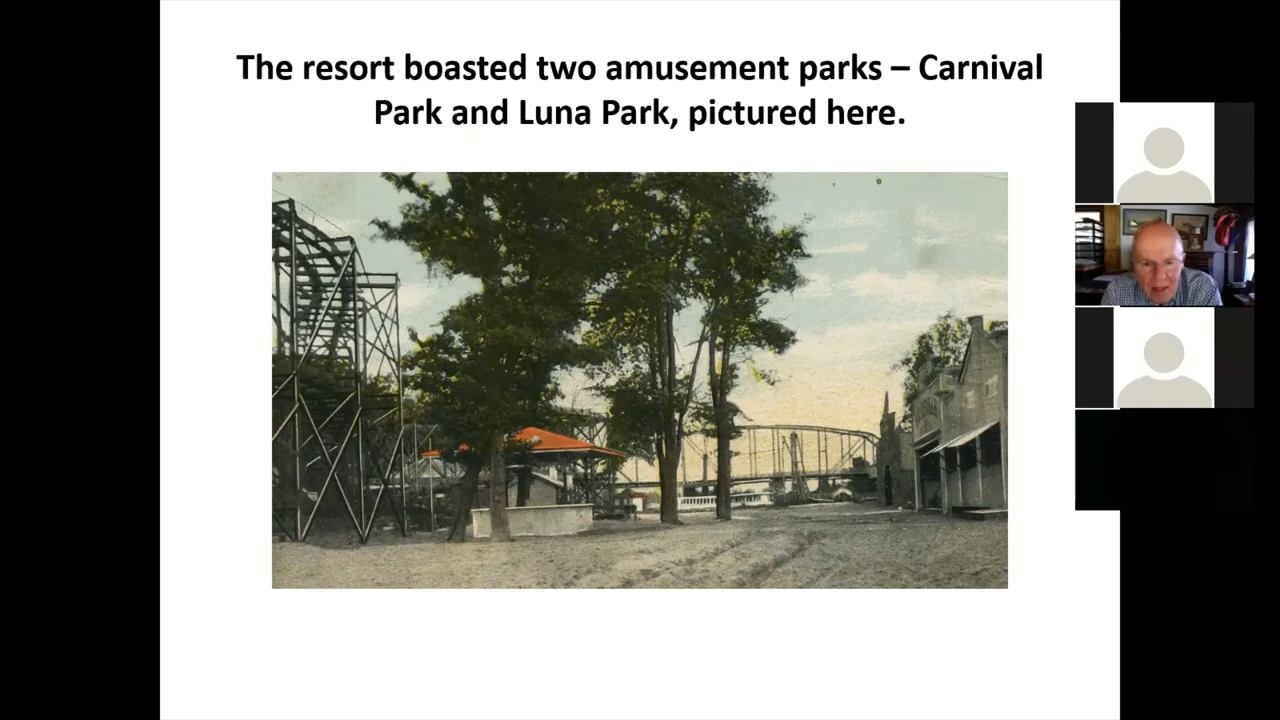 The resort boasted two amusement parks – Carnival
Park and Luna Park, pictured here.